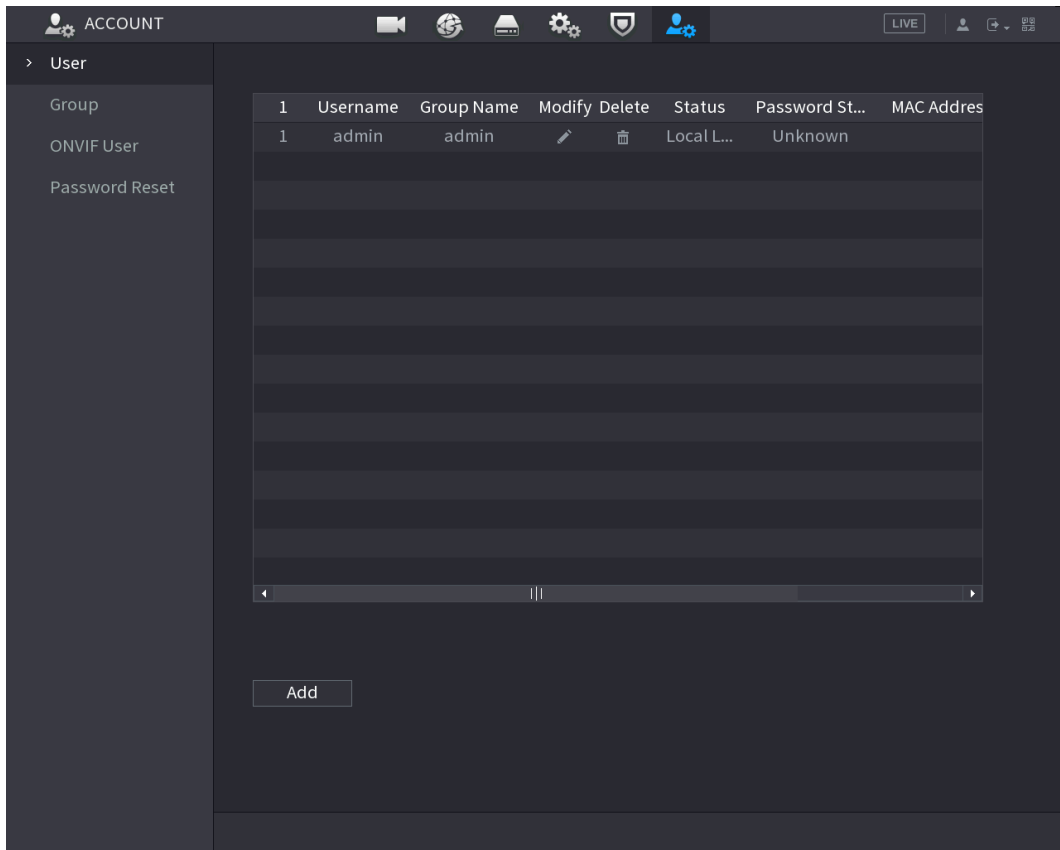 ACCOUNT LIVE
User
Group
ONVIF User
Password Reset
1 Username Group Name Modify Delete Status Password St... MAC Addres
1 admin admin Local L... Unknown
Add